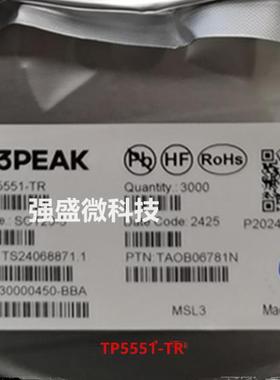 3PEAK
Pb HF RoHs
5551-TR
Quantity.: 3000
强盛微科技
Date Code: 2425
P2024
TS24068871.1
PTN:TAOB06781N
30000450-BBA
MSL3
Ma
TP5551-TR